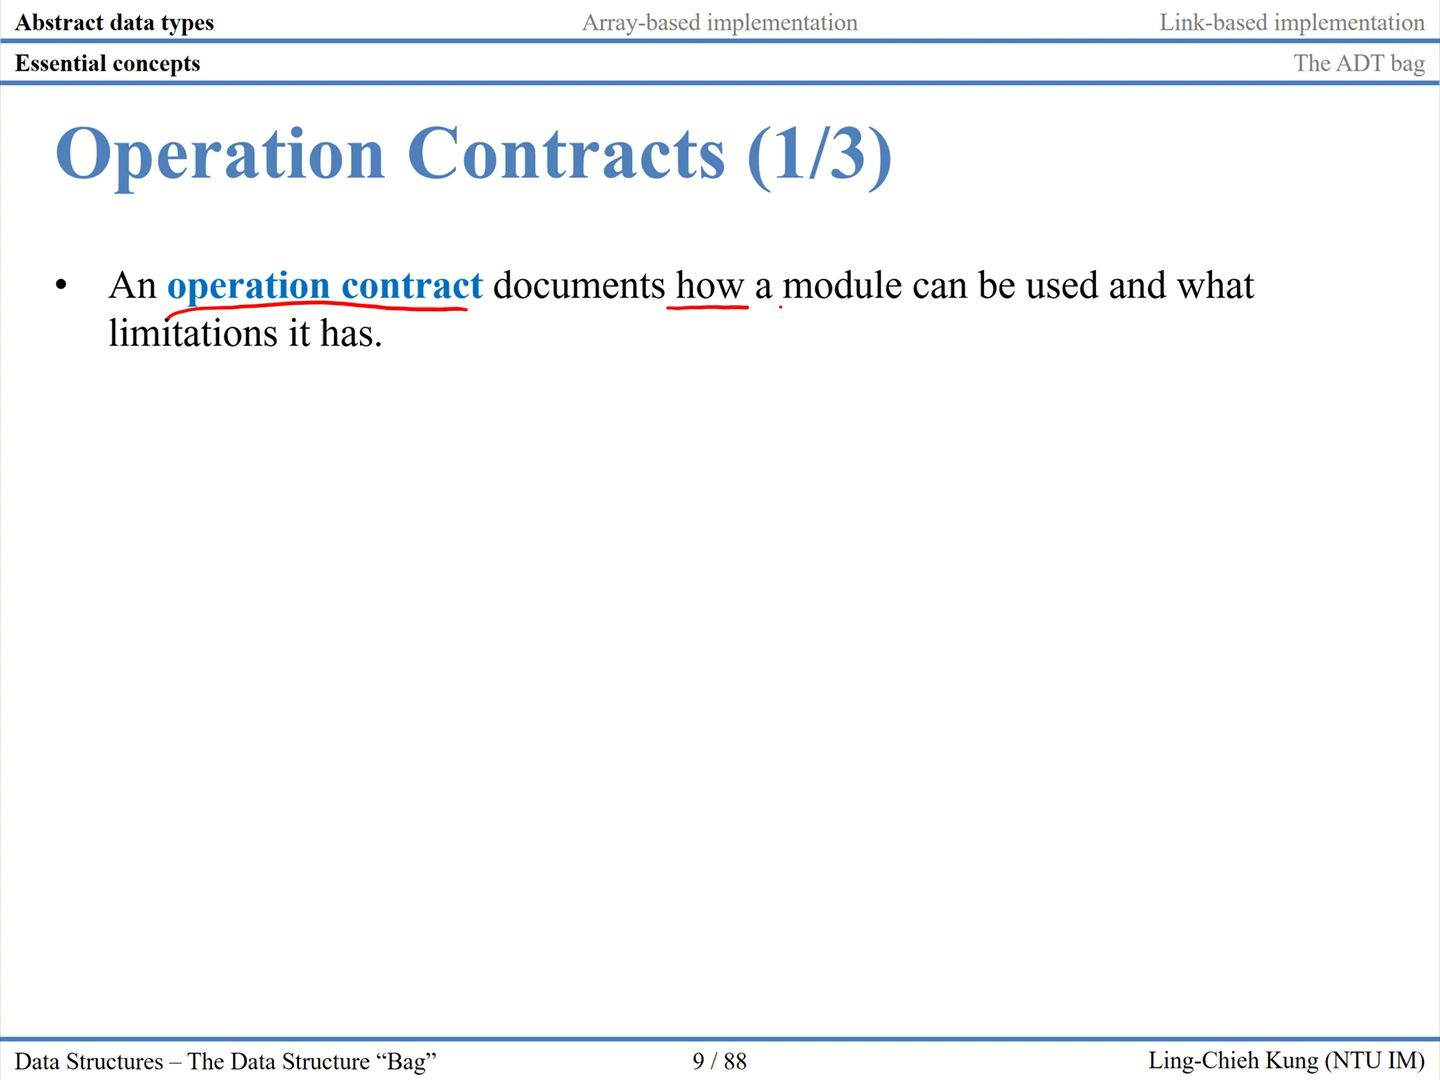 Abstract data types Array-based implementation Link-based implementation
Essential concepts The ADT bag
Operation Contracts (1/3)
• An operation contract documents how a module can be used and what
limitations it has.
Data Structures – The Data Structure “Bag” 9 / 88 Ling-Chieh Kung (NTU IM)